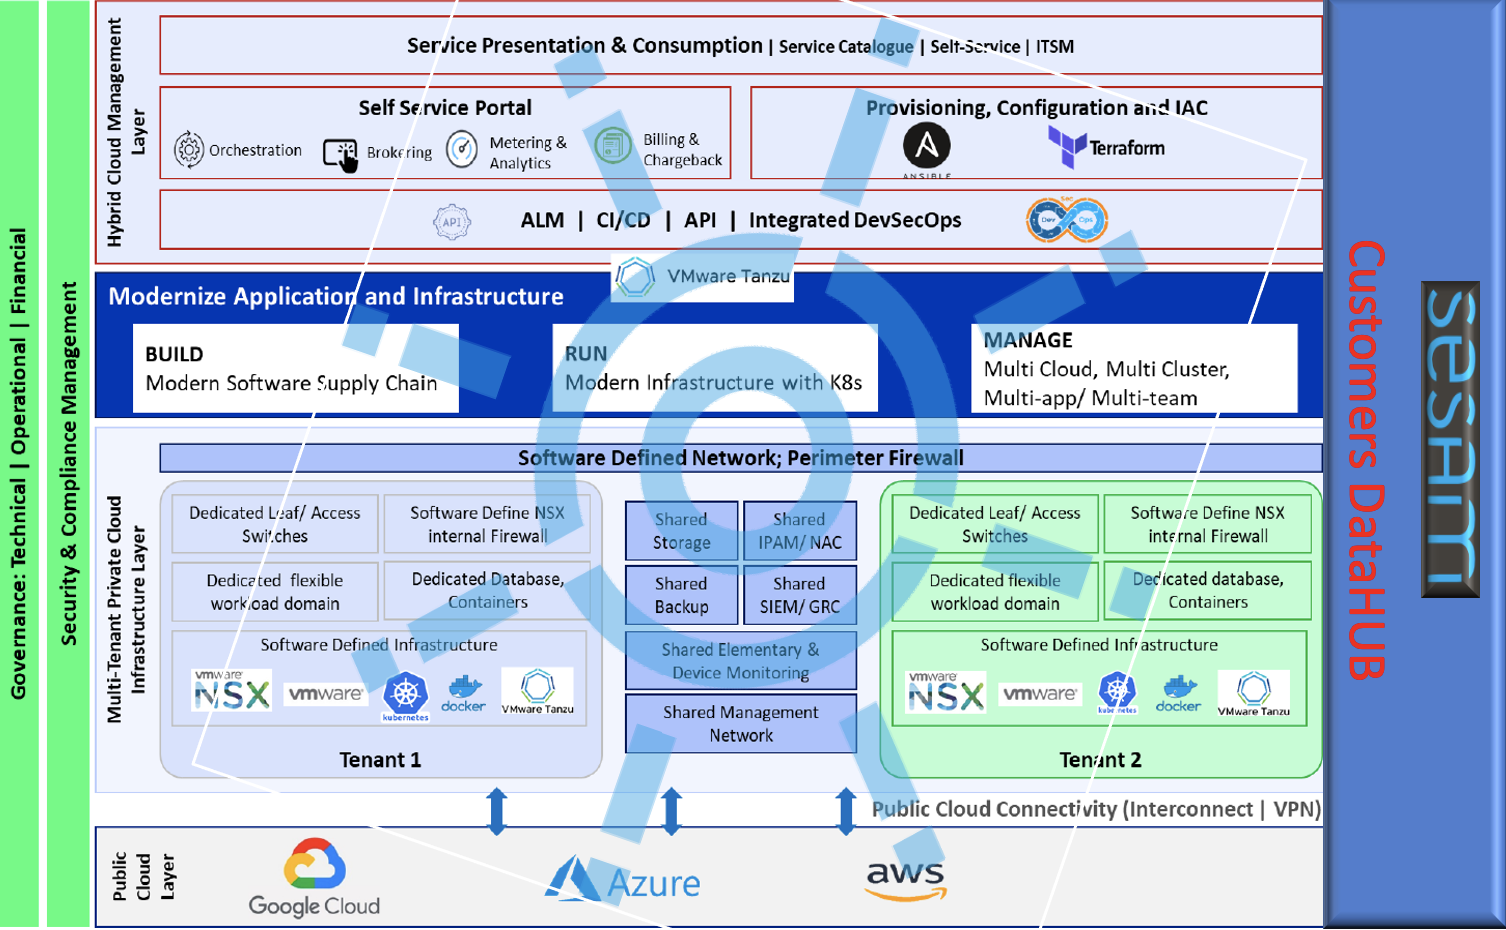 Governance: Technical | Operational | Financial
Security & Compliance Management
Hybrid Cloud Management
Layer
Service Presentation & Consumption | Service Catalogue | Self-Service | ITSM
Self Service Portal
Orchestration
Brokering
Metering &
Analytics
Billing &
Chargeback
Provisioning, Configuration and IAC
ANSIBLE
Terraform
API
ALM | CI/CD | API | Integrated DevSecOps
Sec
Dev
Ops
VMware Tanzu
Modernize Application and Infrastructure
BUILD
Modern Software Supply Chain
RUN
Modern Infrastructure with K8s
MANAGE
Multi Cloud, Multi Cluster,
Multi-app/ Multi-team
Multi-Tenant Private Cloud
Infrastructure Layer
Software Defined Network; Perimeter Firewall
Dedicated Leaf/ Access
Switches
Software Define NSX
internal Firewall
Dedicated flexible
workload domain
Dedicated Database,
Containers
Software Defined Infrastructure
vmware
NSX
vmware
kubernetes
docker
VMware Tanzu
Tenant 1
Shared
Storage
Shared
IPAM/ NAC
Shared
Backup
Shared
SIEM/ GRC
Shared Elementary &
Device Monitoring
Shared Management
Network
Dedicated Leaf/ Access
Switches
Software Define NSX
internal Firewall
Dedicated flexible
workload domain
Dedicated database,
Containers
Software Defined Infrastructure
vmware
NSX
vmware
kubernetes
docker
VMware Tanzu
Tenant 2
Public Cloud Connectivity (Interconnect | VPN)
Public
Cloud
Layer
Google Cloud
Azure
aws
Customers DataHUB
sesam